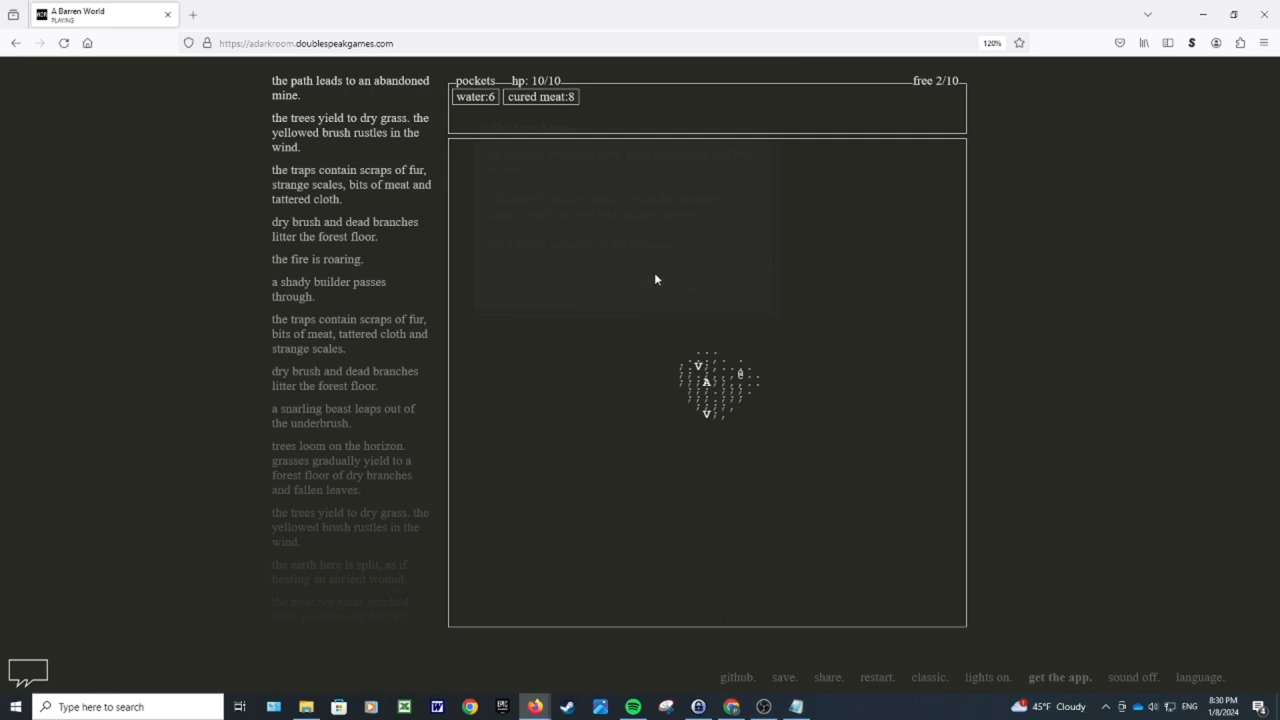 A Barren World
PLAYING
https://adarkroom.doublespeakgames.com
120%
the path leads to an abandoned
mine.
the trees yield to dry grass. the
yellowed brush rustles in the
wind.
the traps contain scraps of fur,
strange scales, bits of meat and
tattered cloth.
dry brush and dead branches
litter the forest floor.
the fire is roaring.
a shady builder passes
through.
the traps contain scraps of fur,
bits of meat, tattered cloth and
strange scales.
dry brush and dead branches
litter the forest floor.
a snarling beast leaps out of
the underbrush.
trees loom on the horizon.
grasses gradually yield to a
forest floor of dry branches
and fallen leaves.
the trees yield to dry grass. the
yellowed brush rustles in the
wind.
the earth here is split, as if
bearing an ancient wound.
pockets hp: 10/10 free 2/10
water:6 cured meat:8
V
@
A
V
github. save. share. restart. classic. lights on. get the app. sound off. language.
Type here to search
45°F Cloudy
ENG
8:30 PM
1/8/2024